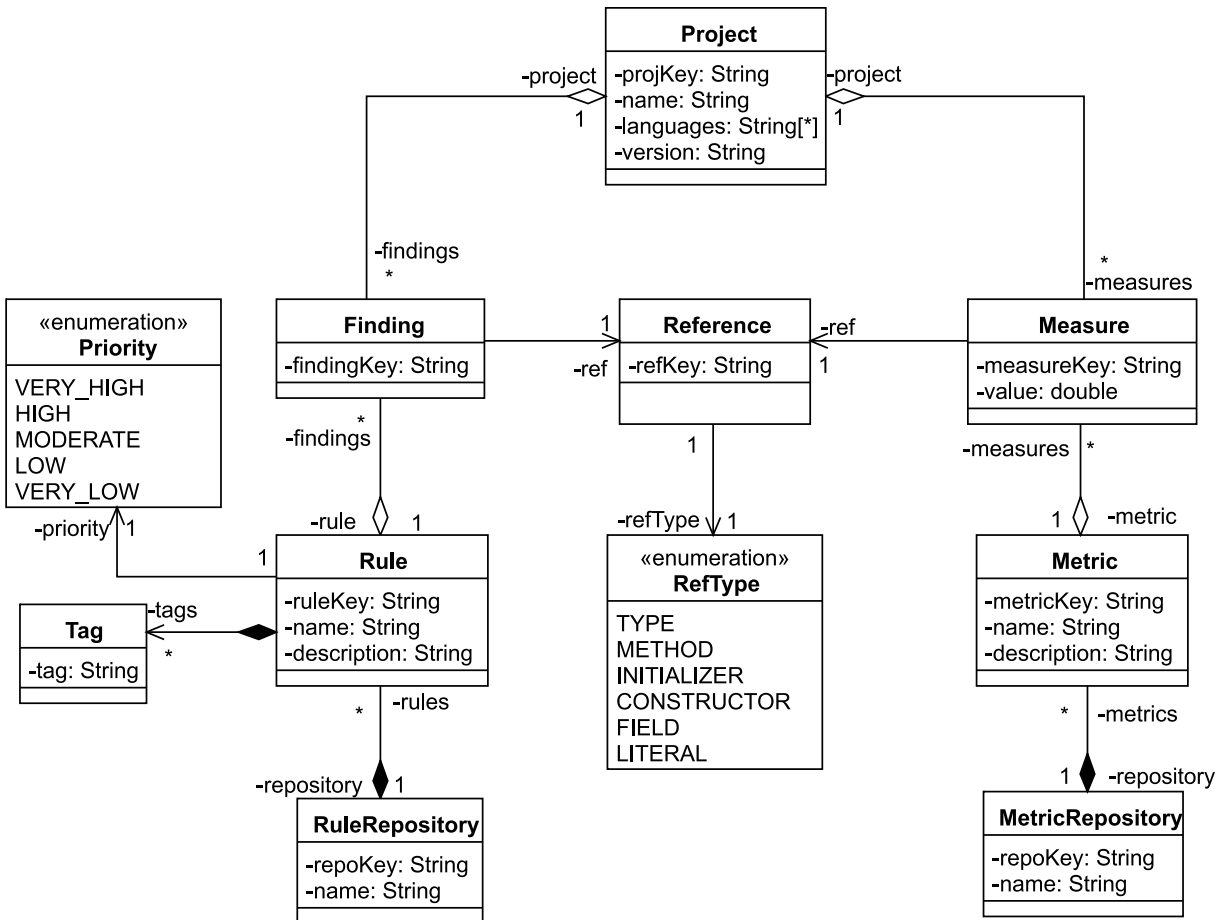 Project
-projKey: String
-name: String
-languages: String[*]
-version: String
-project
1
-project
1
-findings
*
*
-measures
«enumeration»
Priority
VERY_HIGH
HIGH
MODERATE
LOW
VERY_LOW
Finding
-findingKey: String
1
-ref
Reference
-refKey: String
-ref
1
Measure
-measureKey: String
-value: double
*
-findings
1
-measures
*
-priority
1
-rule
1
-refType
1
1
-metric
1
Rule
-ruleKey: String
-name: String
-description: String
«enumeration»
RefType
TYPE
METHOD
INITIALIZER
CONSTRUCTOR
FIELD
LITERAL
Metric
-metricKey: String
-name: String
-description: String
-tags
*
Tag
-tag: String
*
-rules
*
-metrics
-repository
1
1
-repository
RuleRepository
-repoKey: String
-name: String
MetricRepository
-repoKey: String
-name: String